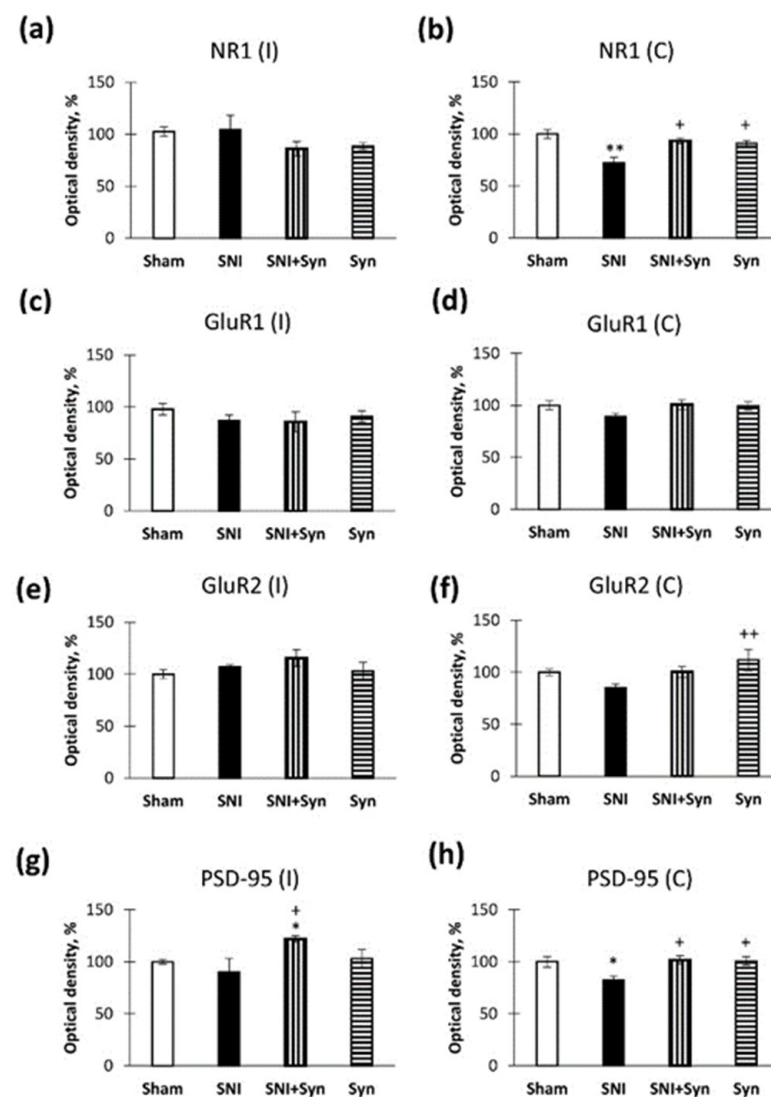 (a)
NR1 (I)
Optical density, %
150
100
50
0
Sham SNI SNI+Syn Syn
(b)
NR1 (C)
Optical density, %
150
100
50
0
** + +
Sham SNI SNI+Syn Syn
(c)
GluR1 (I)
Optical density, %
150
100
50
0
Sham SNI SNI+Syn Syn
(d)
GluR1 (C)
Optical density, %
150
100
50
0
Sham SNI SNI+Syn Syn
(e)
GluR2 (I)
Optical density, %
150
100
50
0
Sham SNI SNI+Syn Syn
(f)
GluR2 (C)
Optical density, %
150
100
50
0
++
Sham SNI SNI+Syn Syn
(g)
PSD-95 (I)
Optical density, %
150
100
50
0
+
*
Sham SNI SNI+Syn Syn
(h)
PSD-95 (C)
Optical density, %
150
100
50
0
* + +
Sham SNI SNI+Syn Syn